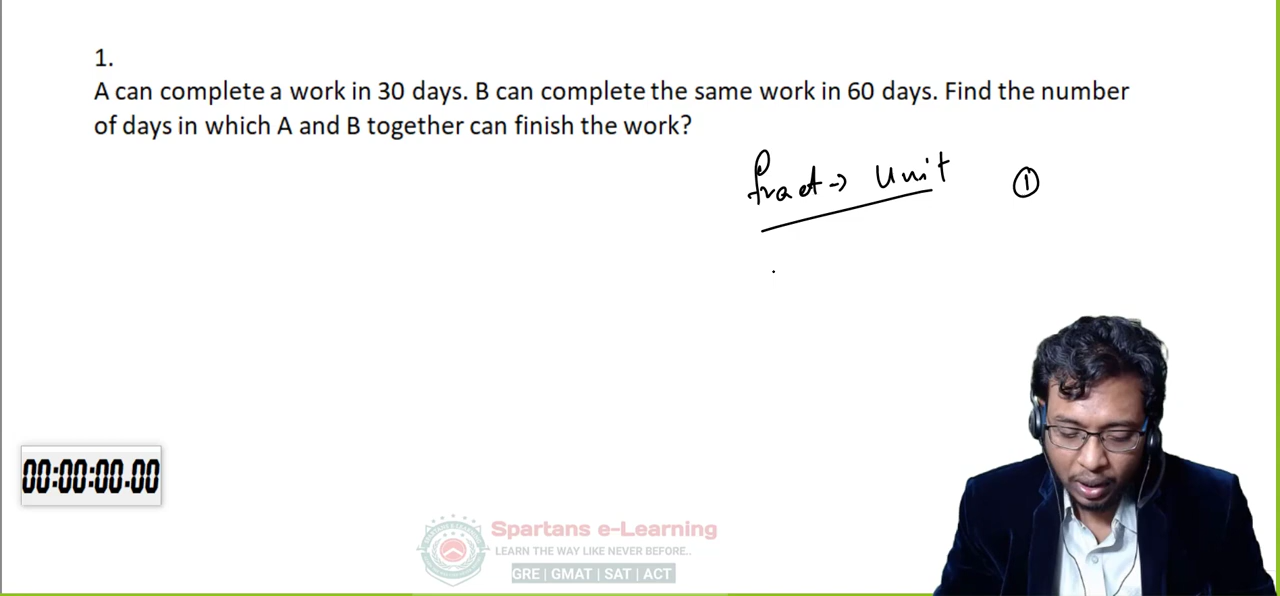 1.
A can complete a work in 30 days. B can complete the same work in 60 days. Find the number
of days in which A and B together can finish the work?
fract → Unit ①
00:00:00.00
Spartans e-Learning
LEARN THE WAY LIKE NEVER BEFORE..
GRE | GMAT | SAT | ACT